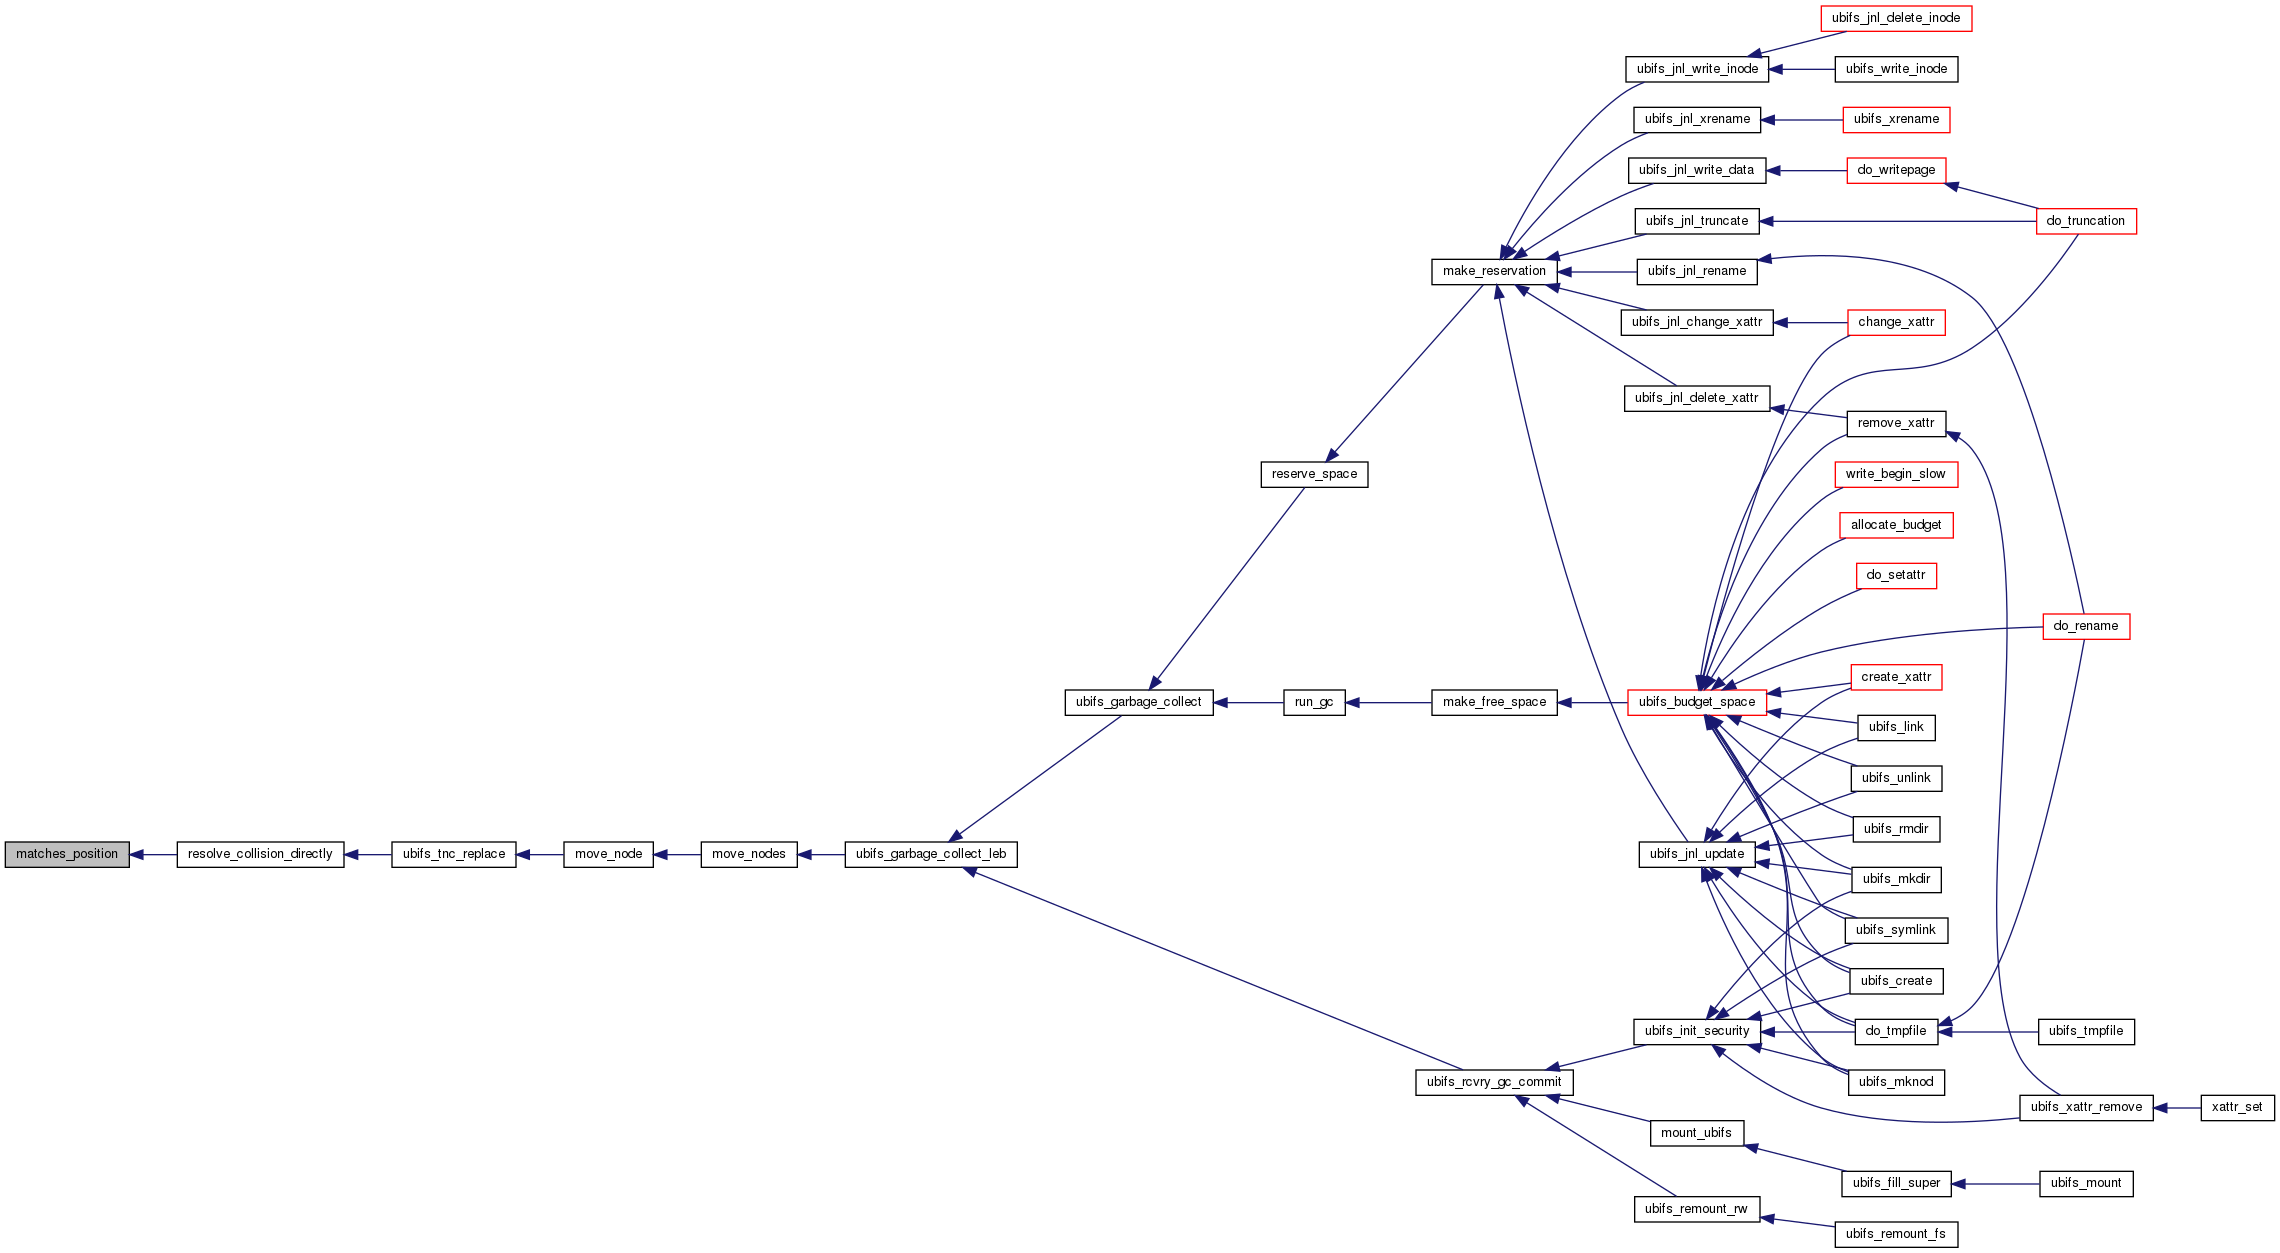 ubifs_jnl_delete_inode
ubifs_jnl_write_inode
ubifs_write_inode
ubifs_jnl_xrename
ubifs_xrename
ubifs_jnl_write_data
do_writepage
ubifs_jnl_truncate
do_truncation
make_reservation
ubifs_jnl_rename
ubifs_jnl_change_xattr
change_xattr
ubifs_jnl_delete_xattr
remove_xattr
reserve_space
write_begin_slow
allocate_budget
do_setattr
do_rename
create_xattr
ubifs_garbage_collect
run_gc
make_free_space
ubifs_budget_space
ubifs_link
ubifs_unlink
ubifs_rmdir
matches_position
resolve_collision_directly
ubifs_tnc_replace
move_node
move_nodes
ubifs_garbage_collect_leb
ubifs_jnl_update
ubifs_mkdir
ubifs_symlink
ubifs_create
ubifs_init_security
do_tmpfile
ubifs_tmpfile
ubifs_rcvry_gc_commit
ubifs_mknod
ubifs_xattr_remove
xattr_set
mount_ubifs
ubifs_fill_super
ubifs_mount
ubifs_remount_rw
ubifs_remount_fs